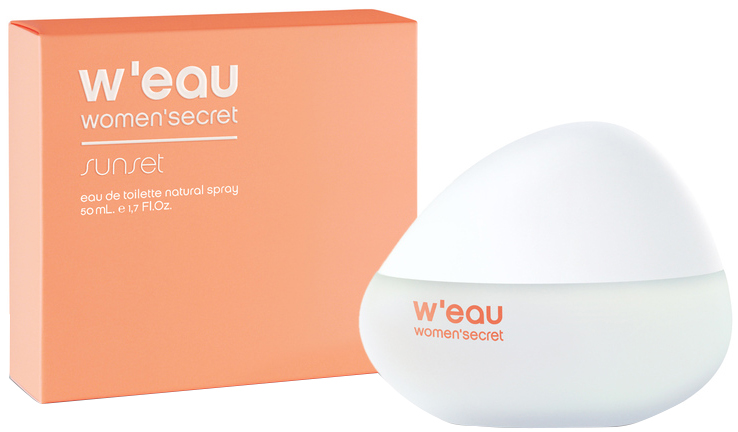 w'eau
women'secret
sunset
eau de toilette natural spray
50 mL. e 1,7 Fl.Oz.
w'eau
women'secret